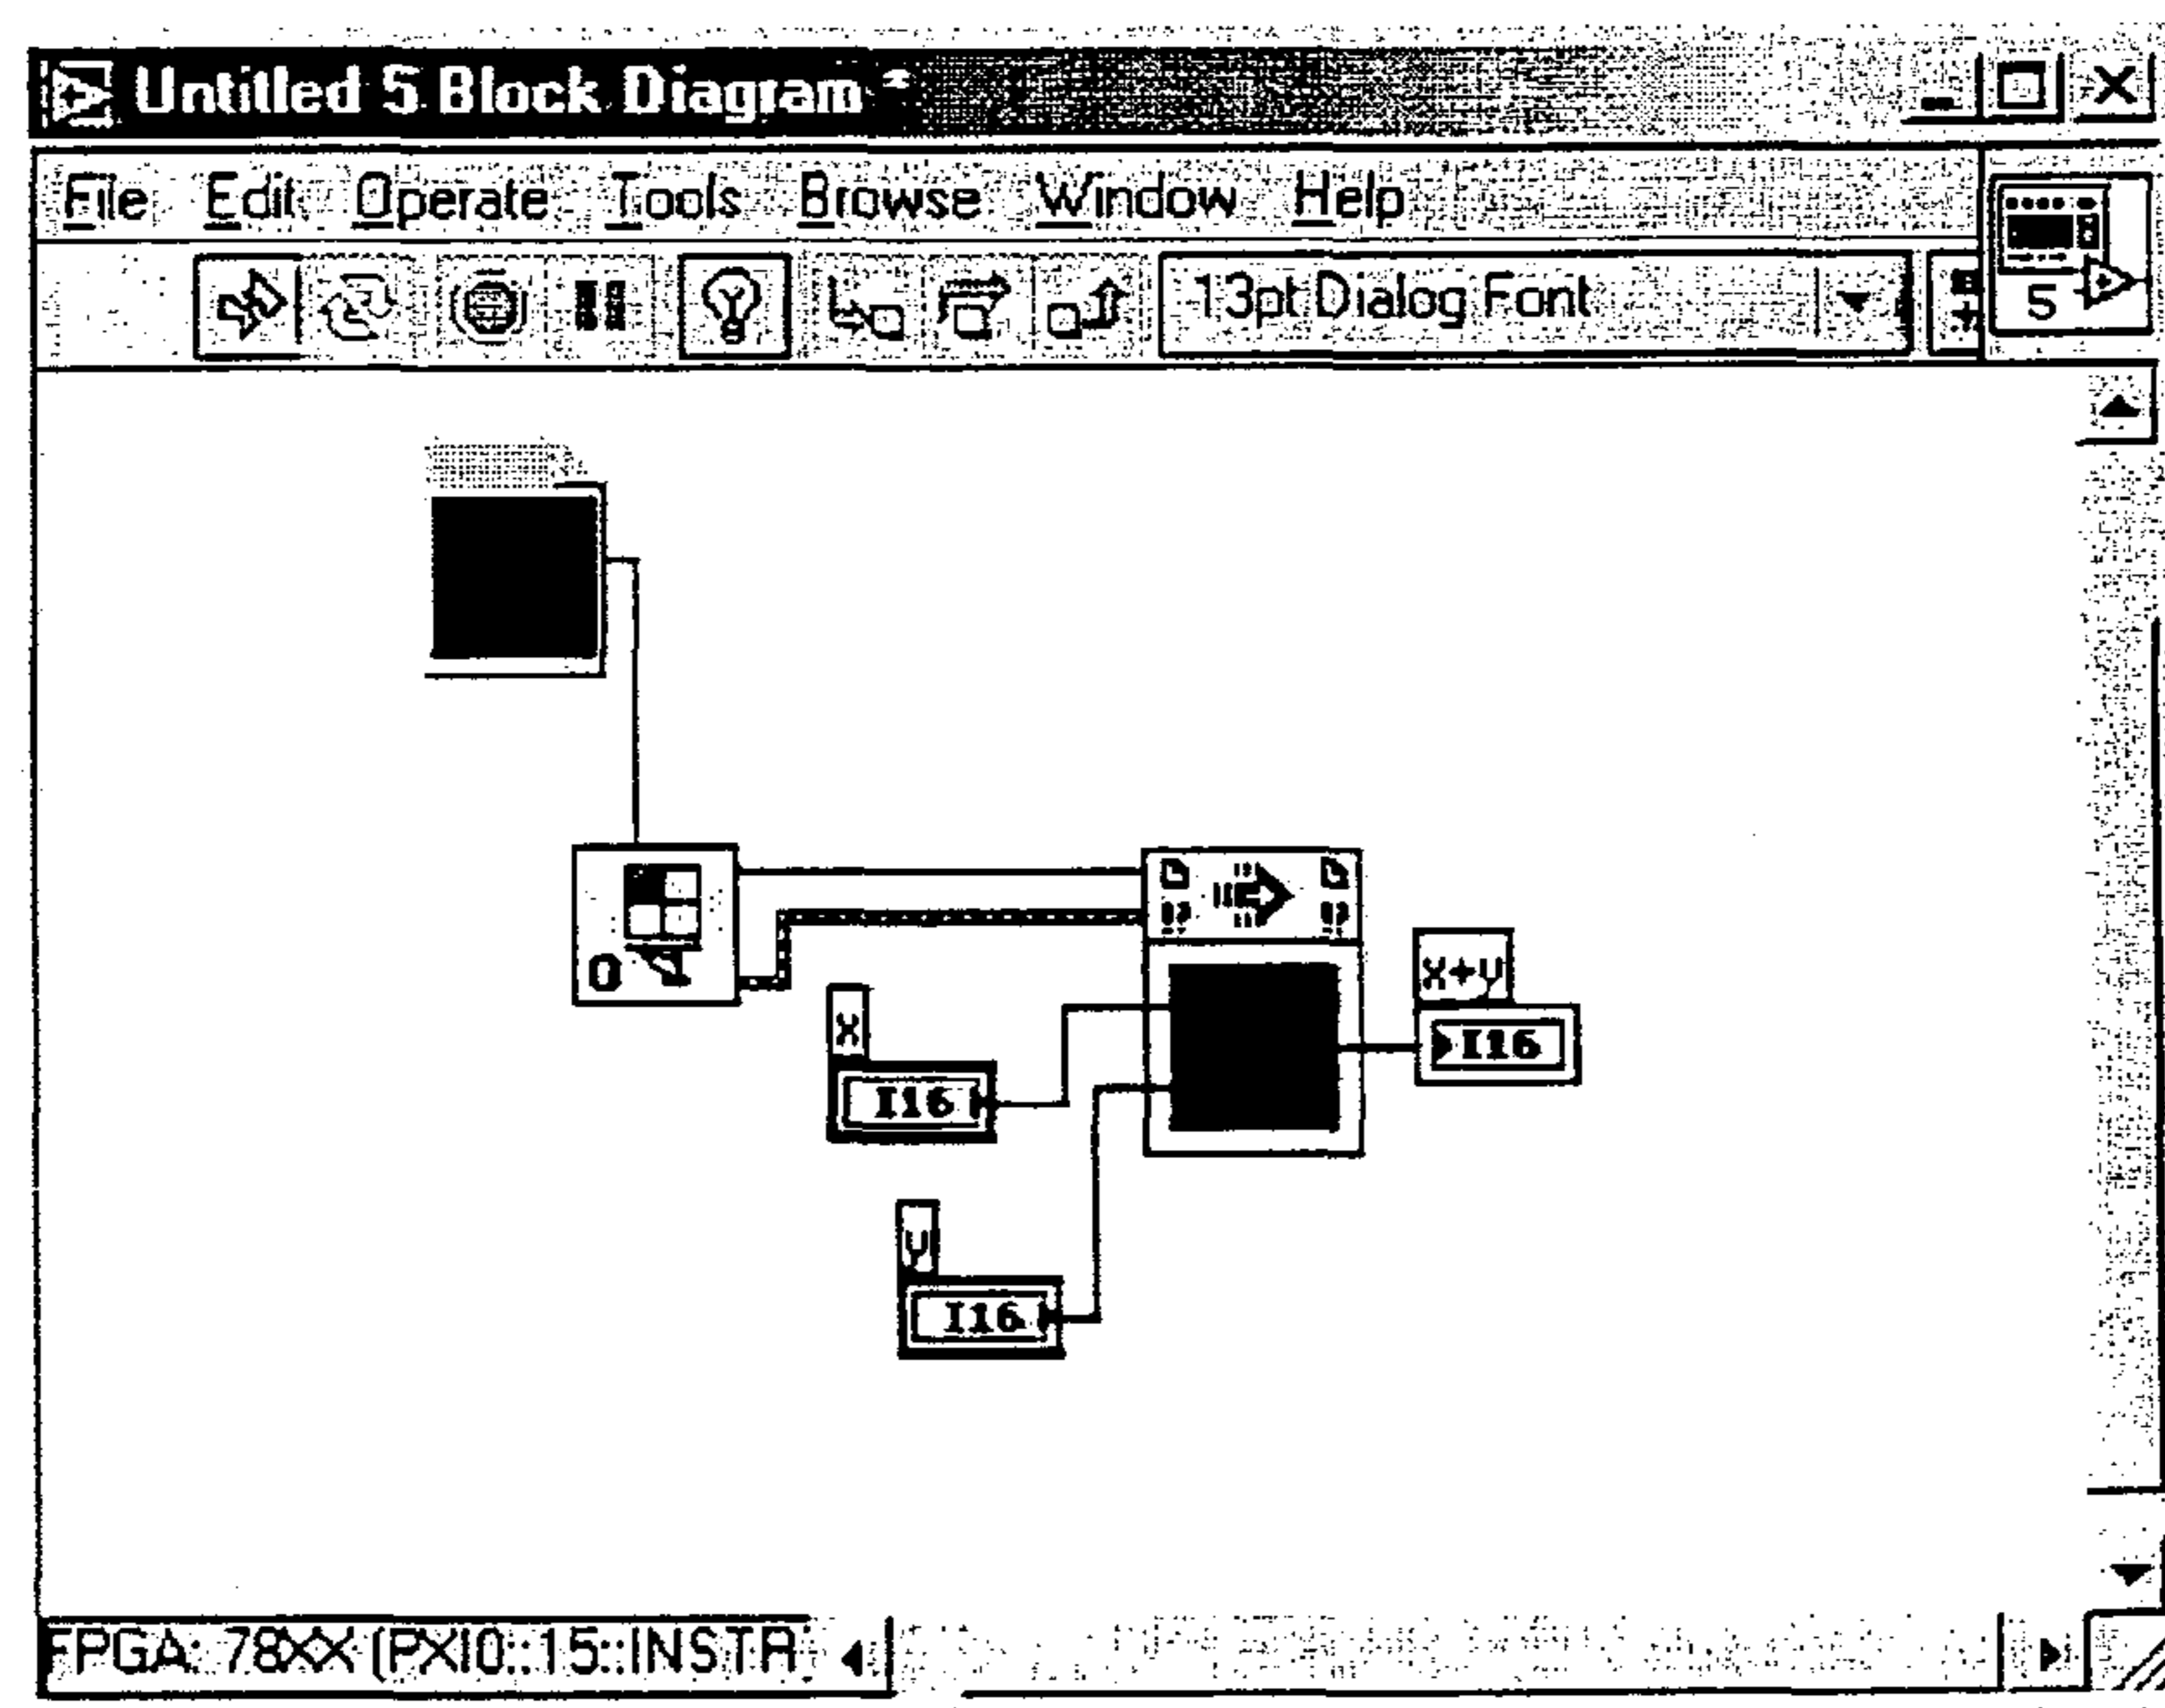 Untitled 5 Block Diagram *
File Edit Operate Tools Browse Window Help
13pt Dialog Font
5
0
x
I16
x+y
I16
y
I16
FPGA: 78XX (PXI0::15::INSTR